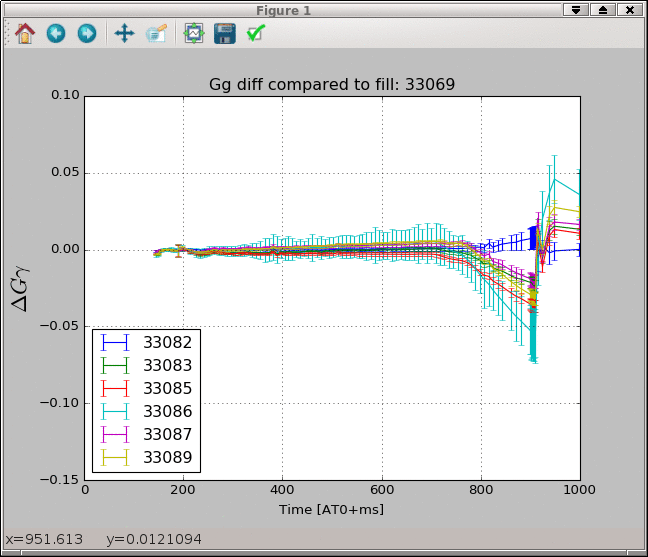 Figure 1
Gg diff compared to fill: 33069
0.10
0.05
0.00
−0.05
−0.10
−0.15
ΔGγ
33082
33083
33085
33086
33087
33089
0 200 400 600 800 1000
Time [AT0+ms]
x=951.613 y=0.0121094